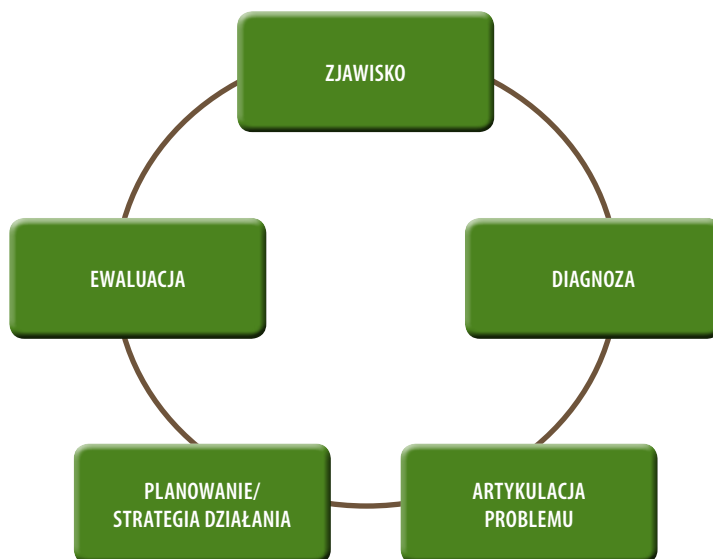 ZJAWISKO
EWALUACJA
DIAGNOZA
PLANOWANIE/
STRATEGIA DZIAŁANIA
ARTYKULACJA
PROBLEMU